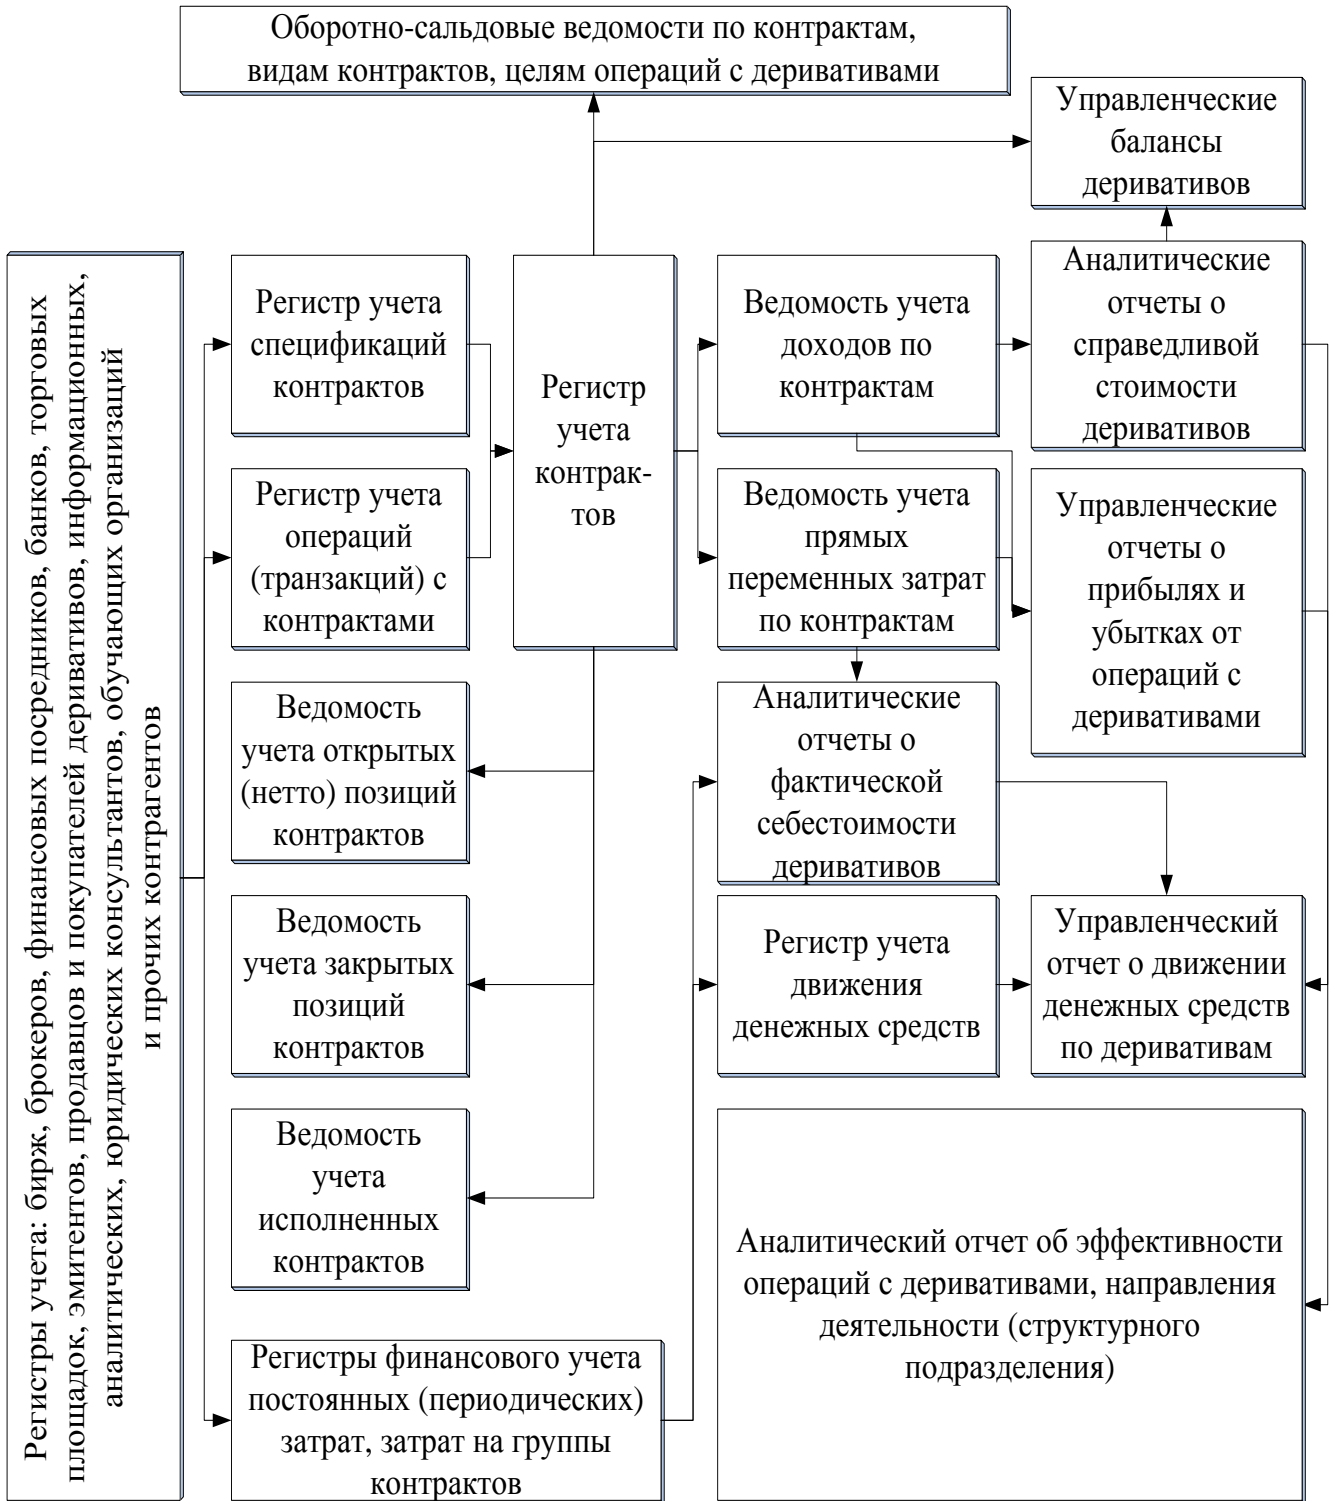 Оборотно-сальдовые ведомости по контрактам,
видам контрактов, целям операций с деривативами
Управленческие
балансы
деривативов
Регистры учета: бирж, брокеров, финансовых посредников, банков, торговых
площадок, эмитентов, продавцов и покупателей деривативов, информационных,
аналитических, юридических консультантов, обучающих организаций
и прочих контрагентов
Регистр учета
спецификаций
контрактов
Регистр учета
операций
(транзакций) с
контрактами
Ведомость
учета открытых
(нетто) позиций
контрактов
Ведомость
учета закрытых
позиций
контрактов
Ведомость
учета
исполненных
контрактов
Регистры финансового учета
постоянных (периодических)
затрат, затрат на группы
контрактов
Регистр
учета
контрак-
тов
Ведомость учета
доходов по
контрактам
Ведомость учета
прямых
переменных затрат
по контрактам
Аналитические
отчеты о
фактической
себестоимости
деривативов
Регистр учета
движения
денежных средств
Аналитические
отчеты о
справедливой
стоимости
деривативов
Управленческие
отчеты о
прибылях и
убытках от
операций с
деривативами
Управленческий
отчет о движении
денежных средств
по деривативам
Аналитический отчет об эффективности
операций с деривативами, направления
деятельности (структурного
подразделения)